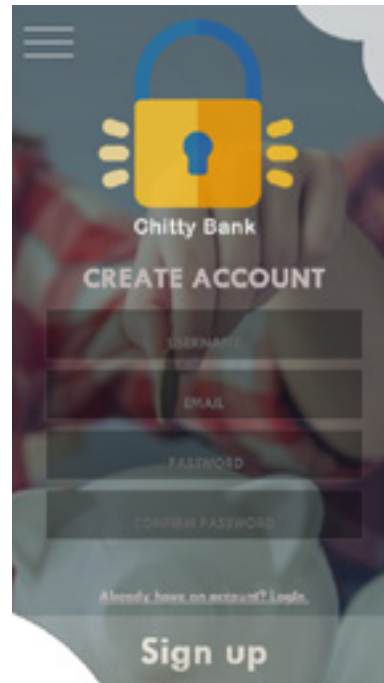 Chitty Bank
CREATE ACCOUNT
USERNAME
EMAIL
PASSWORD
CONFIRM PASSWORD
Already have an account? Login.
Sign up